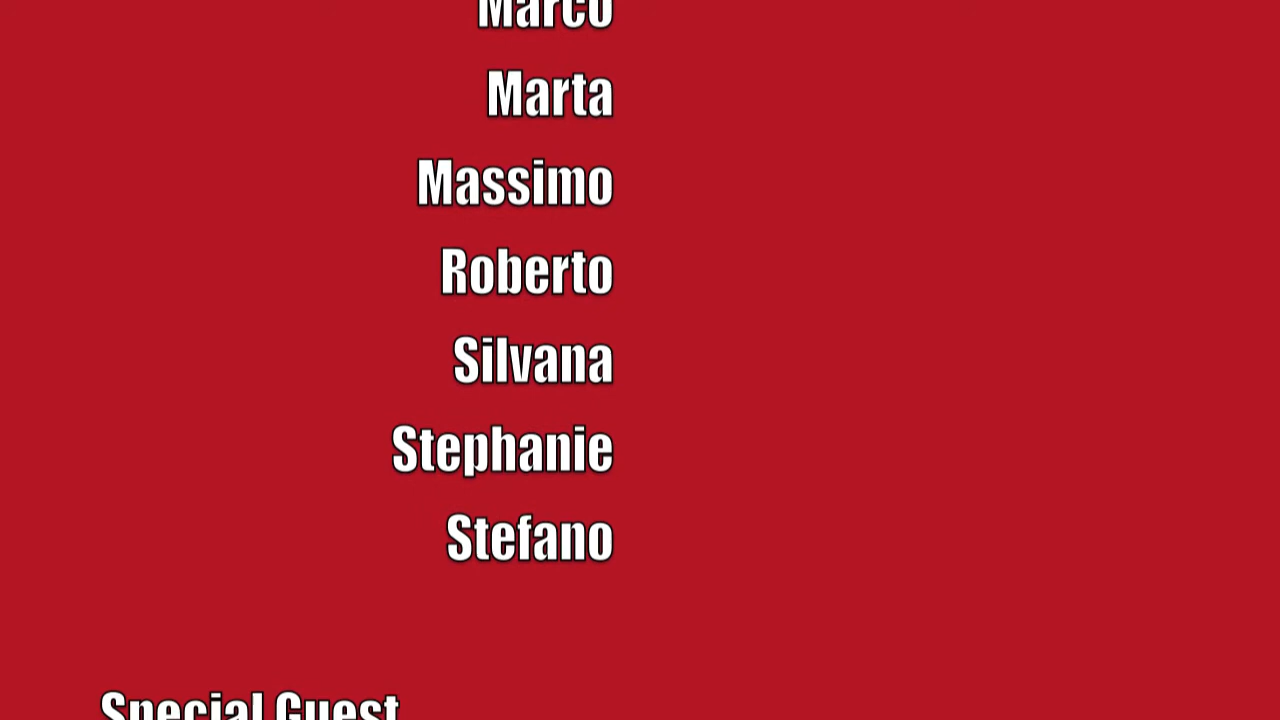 Marco
Marta
Massimo
Roberto
Silvana
Stephanie
Stefano
Special Guest